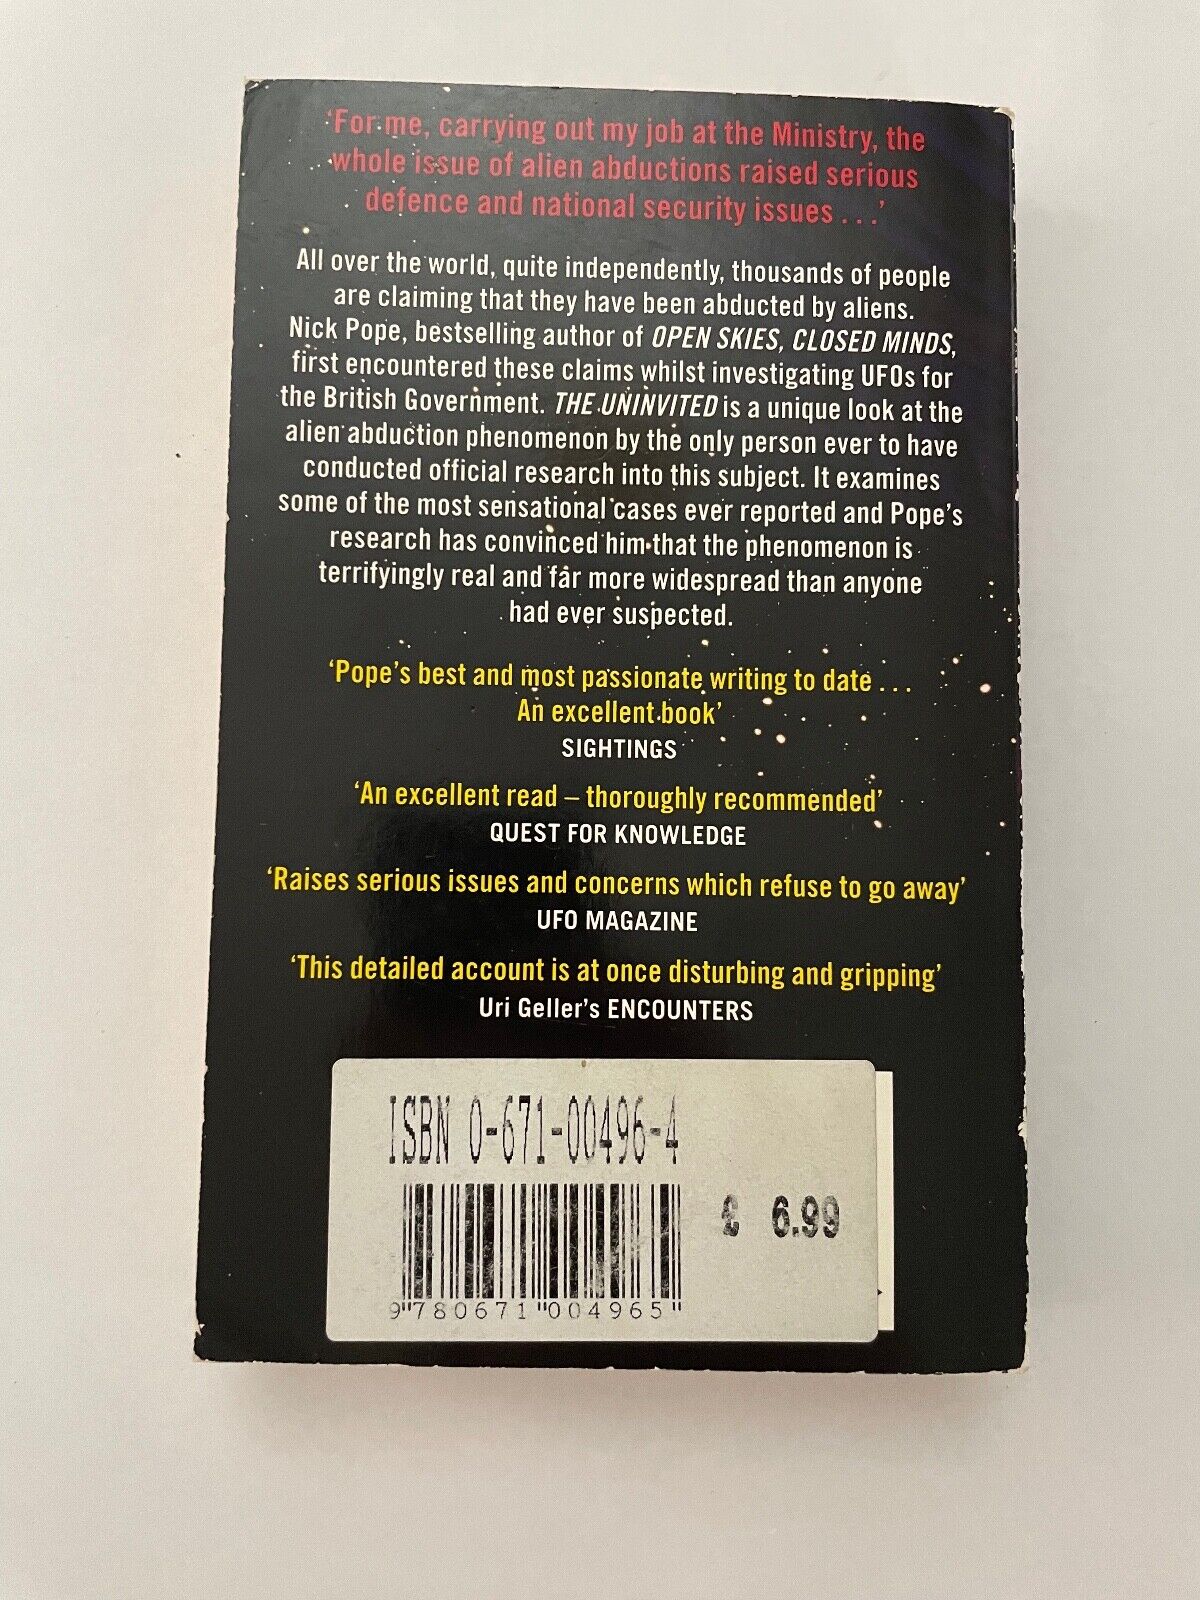 ‘For me, carrying out my job at the Ministry, the
whole issue of alien abductions raised serious
defence and national security issues . . .’
All over the world, quite independently, thousands of people
are claiming that they have been abducted by aliens.
Nick Pope, bestselling author of OPEN SKIES, CLOSED MINDS,
first encountered these claims whilst investigating UFOs for
the British Government. THE UNINVITED is a unique look at the
alien abduction phenomenon by the only person ever to have
conducted official research into this subject. It examines
some of the most sensational cases ever reported and Pope’s
research has convinced him that the phenomenon is
terrifyingly real and far more widespread than anyone
had ever suspected.
‘Pope’s best and most passionate writing to date . . .
An excellent book’
SIGHTINGS
‘An excellent read – thoroughly recommended’
QUEST FOR KNOWLEDGE
‘Raises serious issues and concerns which refuse to go away’
UFO MAGAZINE
‘This detailed account is at once disturbing and gripping’
Uri Geller’s ENCOUNTERS
ISBN 0-671-00496-4
£ 6.99
9 780671 004965